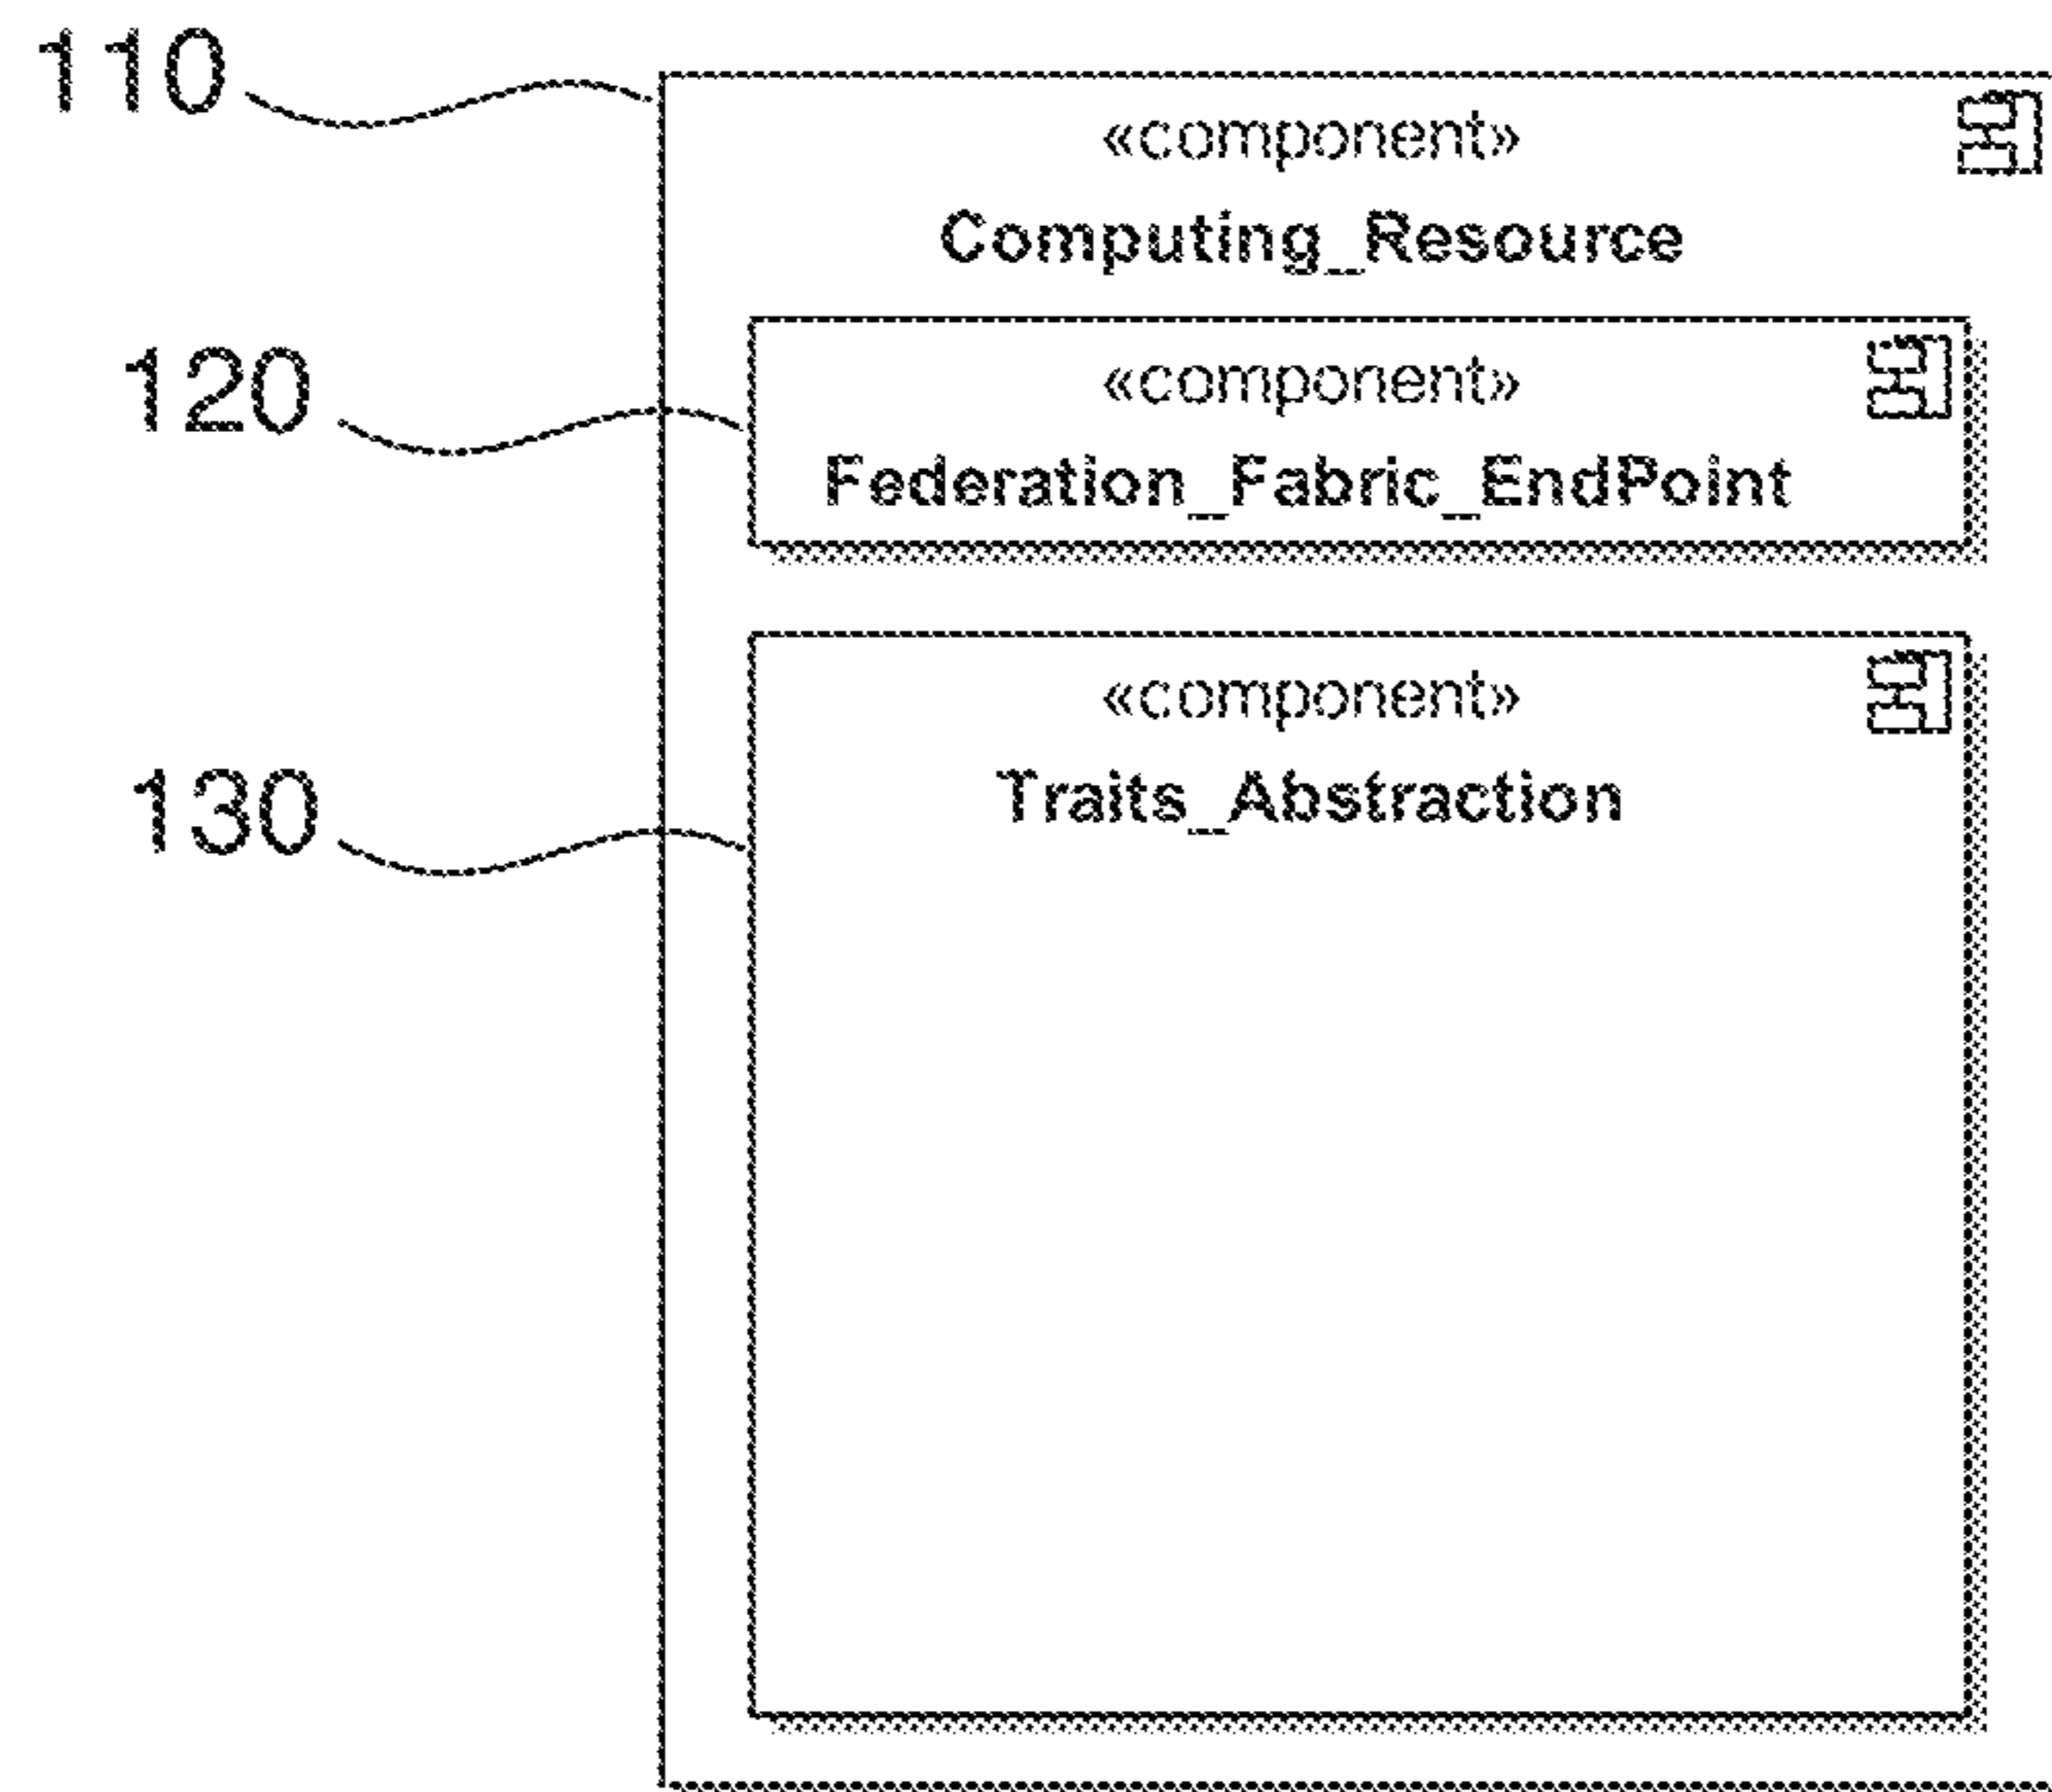 110
«component»
Computing_Resource
120
«component»
Federation_Fabric_EndPoint
«component»
130
Traits_Abstraction